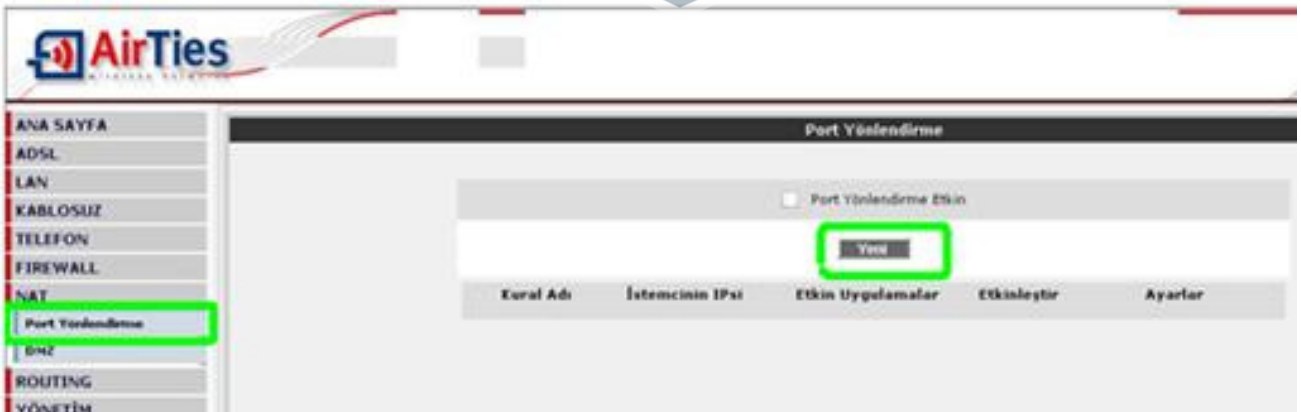 AirTies
ANA SAYFA
ADSL
LAN
KABLOSUZ
TELEFON
FIREWALL
NAT
Port Yönlendirme
DMZ
ROUTING
YÖNETİM
Port Yönlendirme
Port Yönlendirme Etkin
Yeni
Kural Adı İstemcinin IPsi Etkin Uygulamalar Etkinleştir Ayarlar